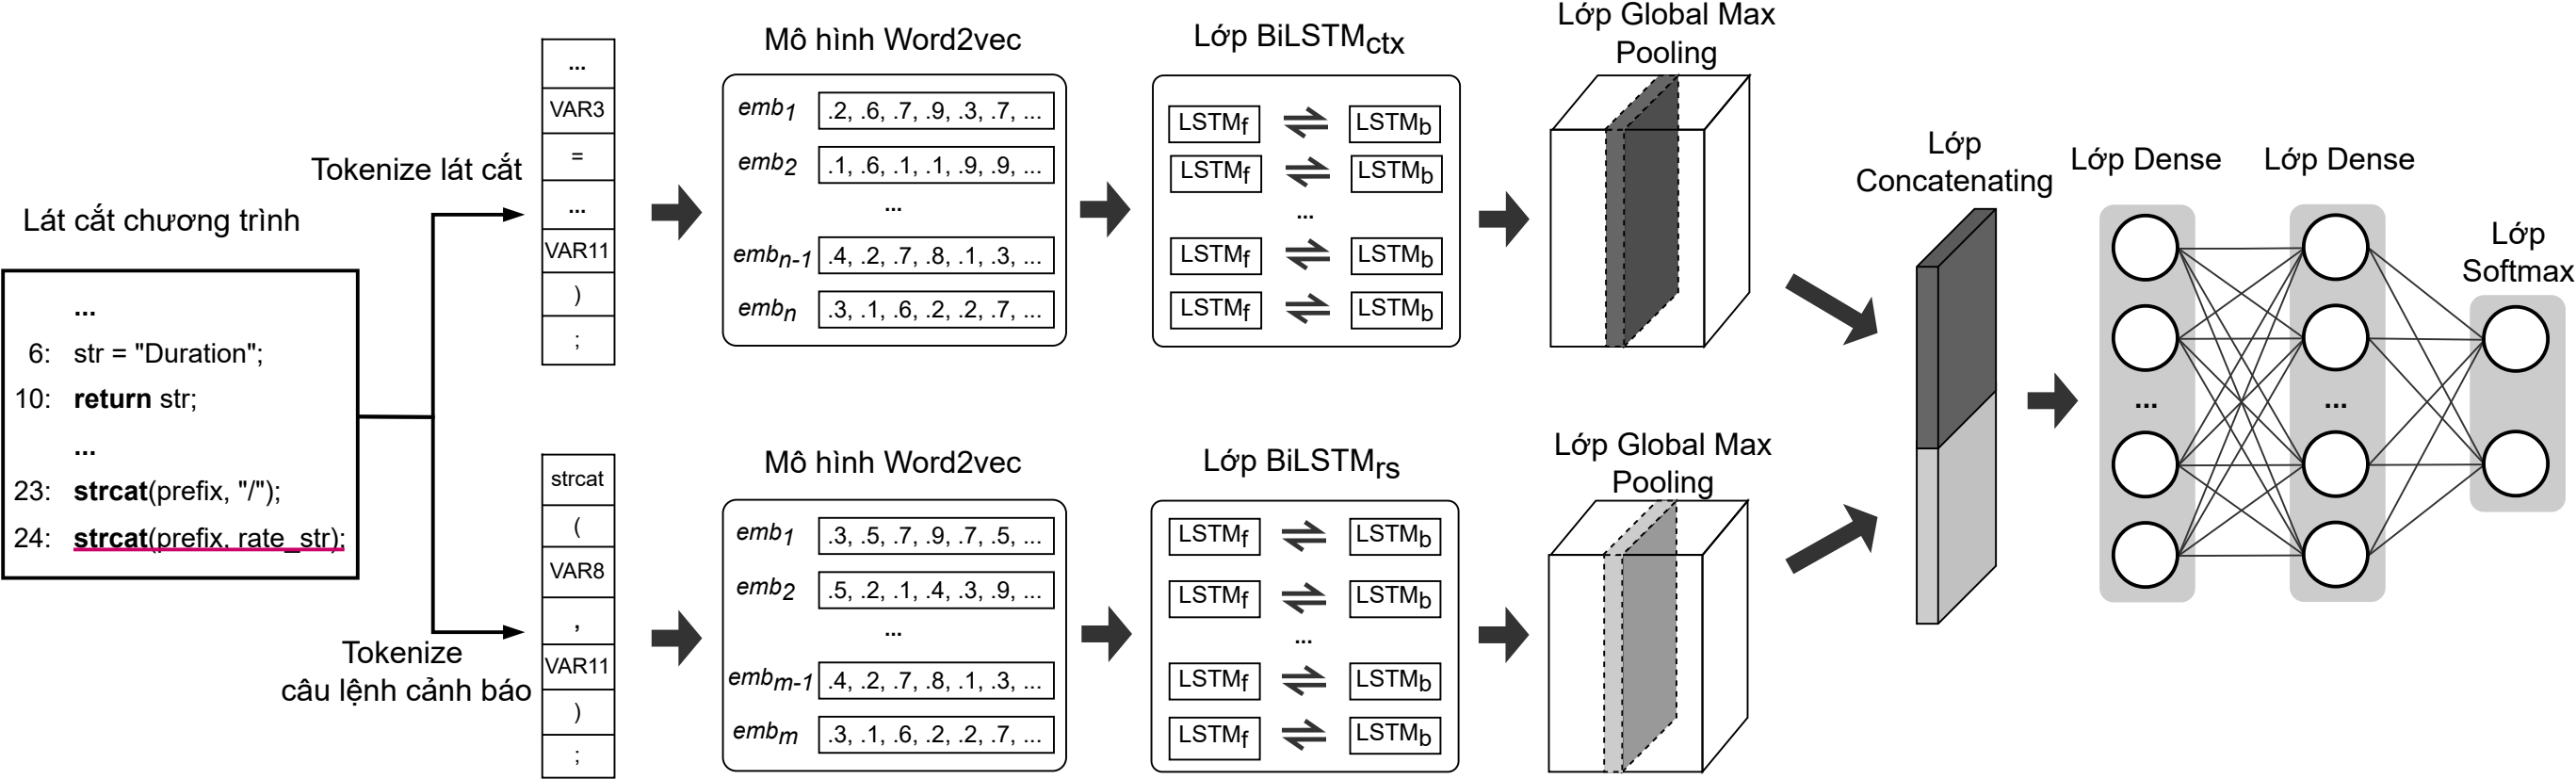 Lát cắt chương trình
...
6: str = "Duration";
10: return str;
...
23: strcat(prefix, "/");
24: strcat(prefix, rate_str);
Tokenize lát cắt
...
VAR3
=
...
VAR11
)
;
Mô hình Word2vec
emb1 .2, .6, .7, .9, .3, .7, ...
emb2 .1, .6, .1, .1, .9, .9, ...
...
embn-1 .4, .2, .7, .8, .1, .3, ...
embn .3, .1, .6, .2, .2, .7, ...
Lớp BiLSTMctx
LSTMf LSTMb
LSTMf LSTMb
...
LSTMf LSTMb
LSTMf LSTMb
Lớp Global Max
Pooling
Tokenize
câu lệnh cảnh báo
strcat
(
VAR8
,
VAR11
)
;
Mô hình Word2vec
emb1 .3, .5, .7, .9, .7, .5, ...
emb2 .5, .2, .1, .4, .3, .9, ...
...
embm-1 .4, .2, .7, .8, .1, .3, ...
embm .3, .1, .6, .2, .2, .7, ...
Lớp BiLSTMrs
LSTMf LSTMb
LSTMf LSTMb
...
LSTMf LSTMb
LSTMf LSTMb
Lớp Global Max
Pooling
Lớp
Concatenating
Lớp Dense
...
Lớp Dense
...
Lớp
Softmax